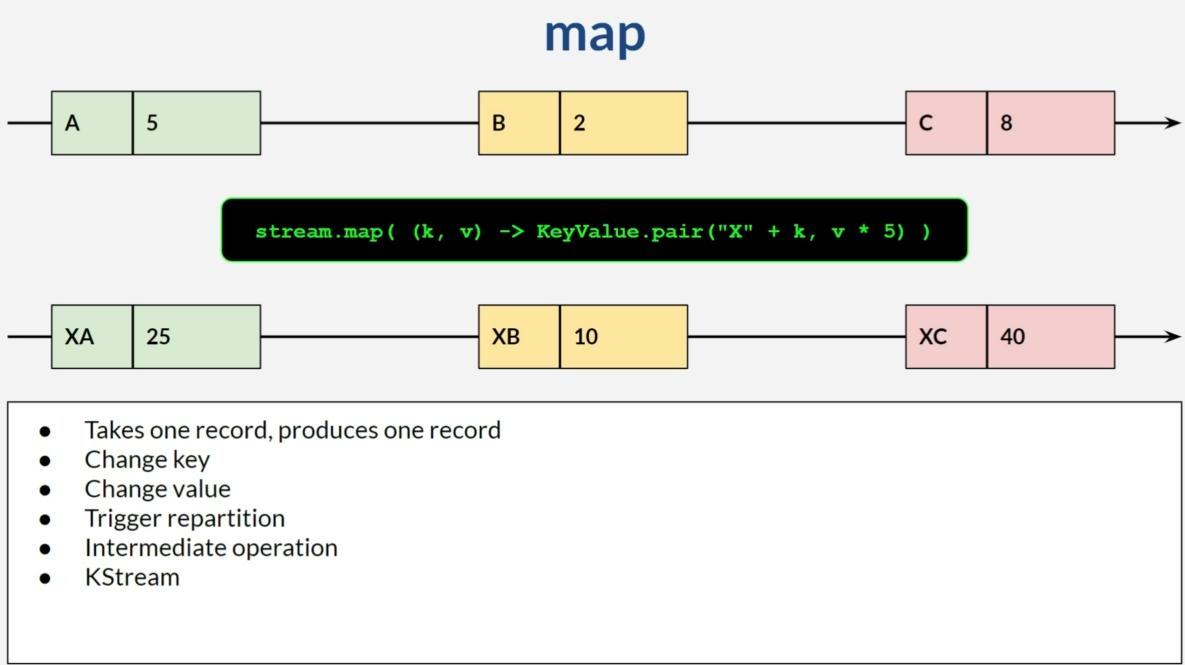 map
A 5 B 2 C 8
stream.map( (k, v) -> KeyValue.pair("X" + k, v * 5) )
XA 25 XB 10 XC 40
● Takes one record, produces one record
● Change key
● Change value
● Trigger repartition
● Intermediate operation
● KStream